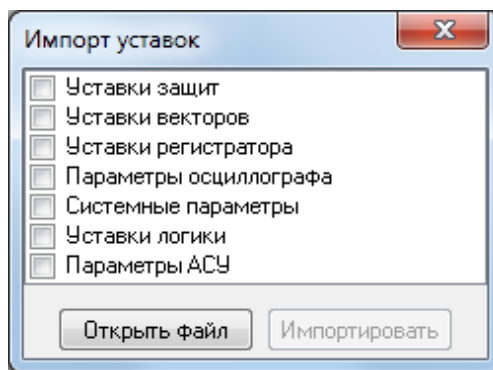 Импорт уставок
Уставки защит
Уставки векторов
Уставки регистратора
Параметры осциллографа
Системные параметры
Уставки логики
Параметры АСУ
Открыть файл
Импортировать